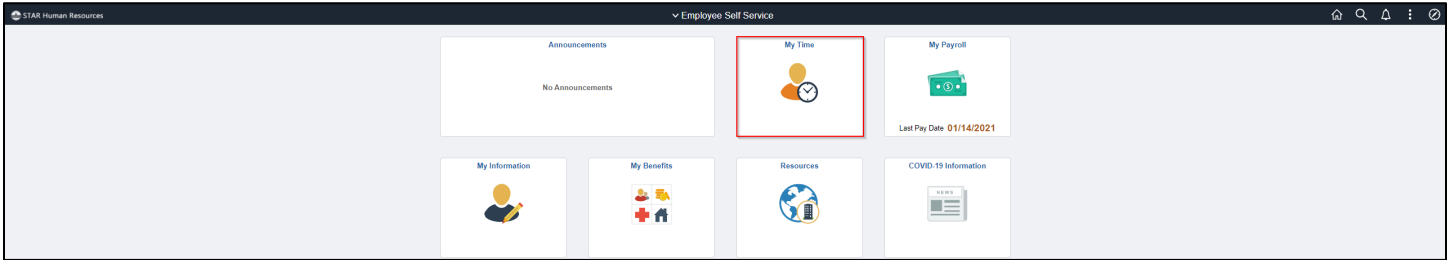 STAR Human Resources
Employee Self Service
Announcements
No Announcements
My Time
My Payroll
Last Pay Date 01/14/2021
My Information
My Benefits
Resources
COVID-19 Information
NEWS